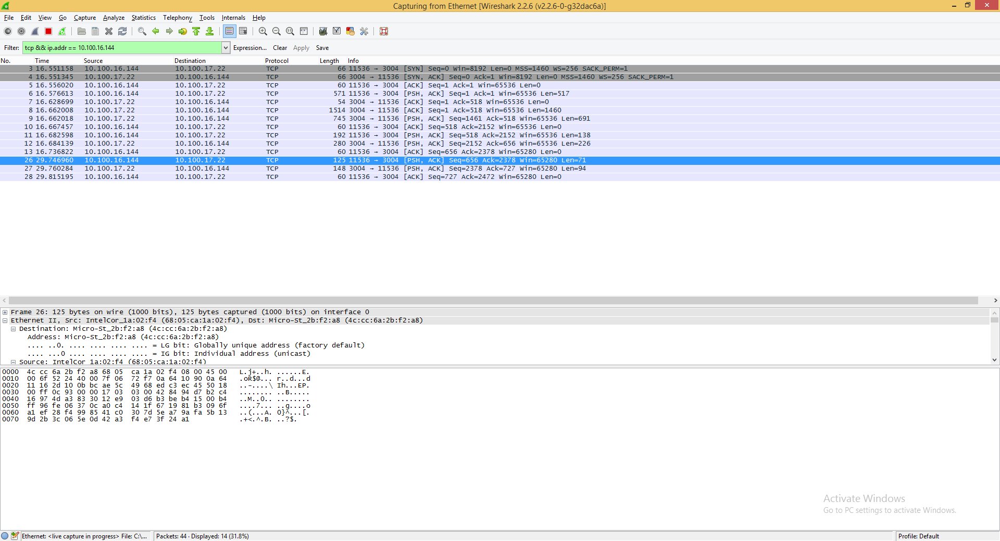 Capturing from Ethernet [Wireshark 2.2.6 (v2.2.6-0-g32dac6a)]
File Edit View Go Capture Analyze Statistics Telephony Tools Internals Help
Filter: tcp && ip.addr == 10.100.16.144 Expression... Clear Apply Save
No. Time Source Destination Protocol Length Info
3 16.551158 10.100.16.144 10.100.17.22 TCP 66 11536 → 3004 [SYN] Seq=0 Win=8192 Len=0 MSS=1460 WS=256 SACK_PERM=1
4 16.551345 10.100.17.22 10.100.16.144 TCP 66 3004 → 11536 [SYN, ACK] Seq=0 Ack=1 Win=8192 Len=0 MSS=1460 WS=256 SACK_PERM=1
5 16.556020 10.100.16.144 10.100.17.22 TCP 60 11536 → 3004 [ACK] Seq=1 Ack=1 Win=65536 Len=0
6 16.576613 10.100.16.144 10.100.17.22 TCP 571 11536 → 3004 [PSH, ACK] Seq=1 Ack=1 Win=65536 Len=517
7 16.628699 10.100.17.22 10.100.16.144 TCP 54 3004 → 11536 [ACK] Seq=1 Ack=518 Win=65536 Len=0
8 16.662008 10.100.17.22 10.100.16.144 TCP 1514 3004 → 11536 [ACK] Seq=1 Ack=518 Win=65536 Len=1460
9 16.662018 10.100.17.22 10.100.16.144 TCP 745 3004 → 11536 [PSH, ACK] Seq=1461 Ack=518 Win=65536 Len=691
10 16.667457 10.100.16.144 10.100.17.22 TCP 60 11536 → 3004 [ACK] Seq=518 Ack=2152 Win=65536 Len=0
11 16.682598 10.100.16.144 10.100.17.22 TCP 192 11536 → 3004 [PSH, ACK] Seq=518 Ack=2152 Win=65536 Len=138
12 16.684139 10.100.17.22 10.100.16.144 TCP 280 3004 → 11536 [PSH, ACK] Seq=2152 Ack=656 Win=65536 Len=226
13 16.736822 10.100.16.144 10.100.17.22 TCP 60 11536 → 3004 [ACK] Seq=656 Ack=2378 Win=65280 Len=0
26 29.746960 10.100.16.144 10.100.17.22 TCP 125 11536 → 3004 [PSH, ACK] Seq=656 Ack=2378 Win=65280 Len=71
27 29.760284 10.100.17.22 10.100.16.144 TCP 148 3004 → 11536 [PSH, ACK] Seq=2378 Ack=727 Win=65280 Len=94
28 29.815195 10.100.16.144 10.100.17.22 TCP 60 11536 → 3004 [ACK] Seq=727 Ack=2472 Win=65280 Len=0
Frame 26: 125 bytes on wire (1000 bits), 125 bytes captured (1000 bits) on interface 0
Ethernet II, Src: IntelCor_1a:02:f4 (68:05:ca:1a:02:f4), Dst: Micro-St_2b:f2:a8 (4c:cc:6a:2b:f2:a8)
Destination: Micro-St_2b:f2:a8 (4c:cc:6a:2b:f2:a8)
Address: Micro-St_2b:f2:a8 (4c:cc:6a:2b:f2:a8)
.... ..0. .... .... .... .... = LG bit: Globally unique address (factory default)
.... ...0 .... .... .... .... = IG bit: Individual address (unicast)
Source: IntelCor_1a:02:f4 (68:05:ca:1a:02:f4)
0000 4c cc 6a 2b f2 a8 68 05 ca 1a 02 f4 08 00 45 00 L.j+..h. ......E.
0010 00 6f 52 24 40 00 7f 06 72 f7 0a 64 10 90 0a 64 .oR$@... r..d...d
0020 11 16 2d 10 0b bc ae 5c 49 68 ed c3 ec 45 50 18 ..-....\ Ih...EP.
0030 00 ff 0c 93 00 00 17 03 03 00 42 84 94 d7 b2 c4 ........ ..B.....
0040 16 97 4d a3 83 30 12 e9 03 d6 b3 be b4 15 00 b4 ..M..0.. ........
0050 ff 96 fe 06 37 0c a0 c4 14 1f 67 19 81 b3 09 6f ....7... ..g....o
0060 a1 ef 28 f4 99 85 41 c0 30 7d 5e a7 9a fa 5b 13 ..(...A. 0}^...[.
0070 9d 2b 3c 06 5e 0d 42 a3 f4 e7 3f 24 a1 .+<.^.B. ..?$.
Activate Windows
Go to PC settings to activate Windows.
Ethernet: <live capture in progress> File: C:\... Packets: 44 · Displayed: 14 (31.8%) Profile: Default